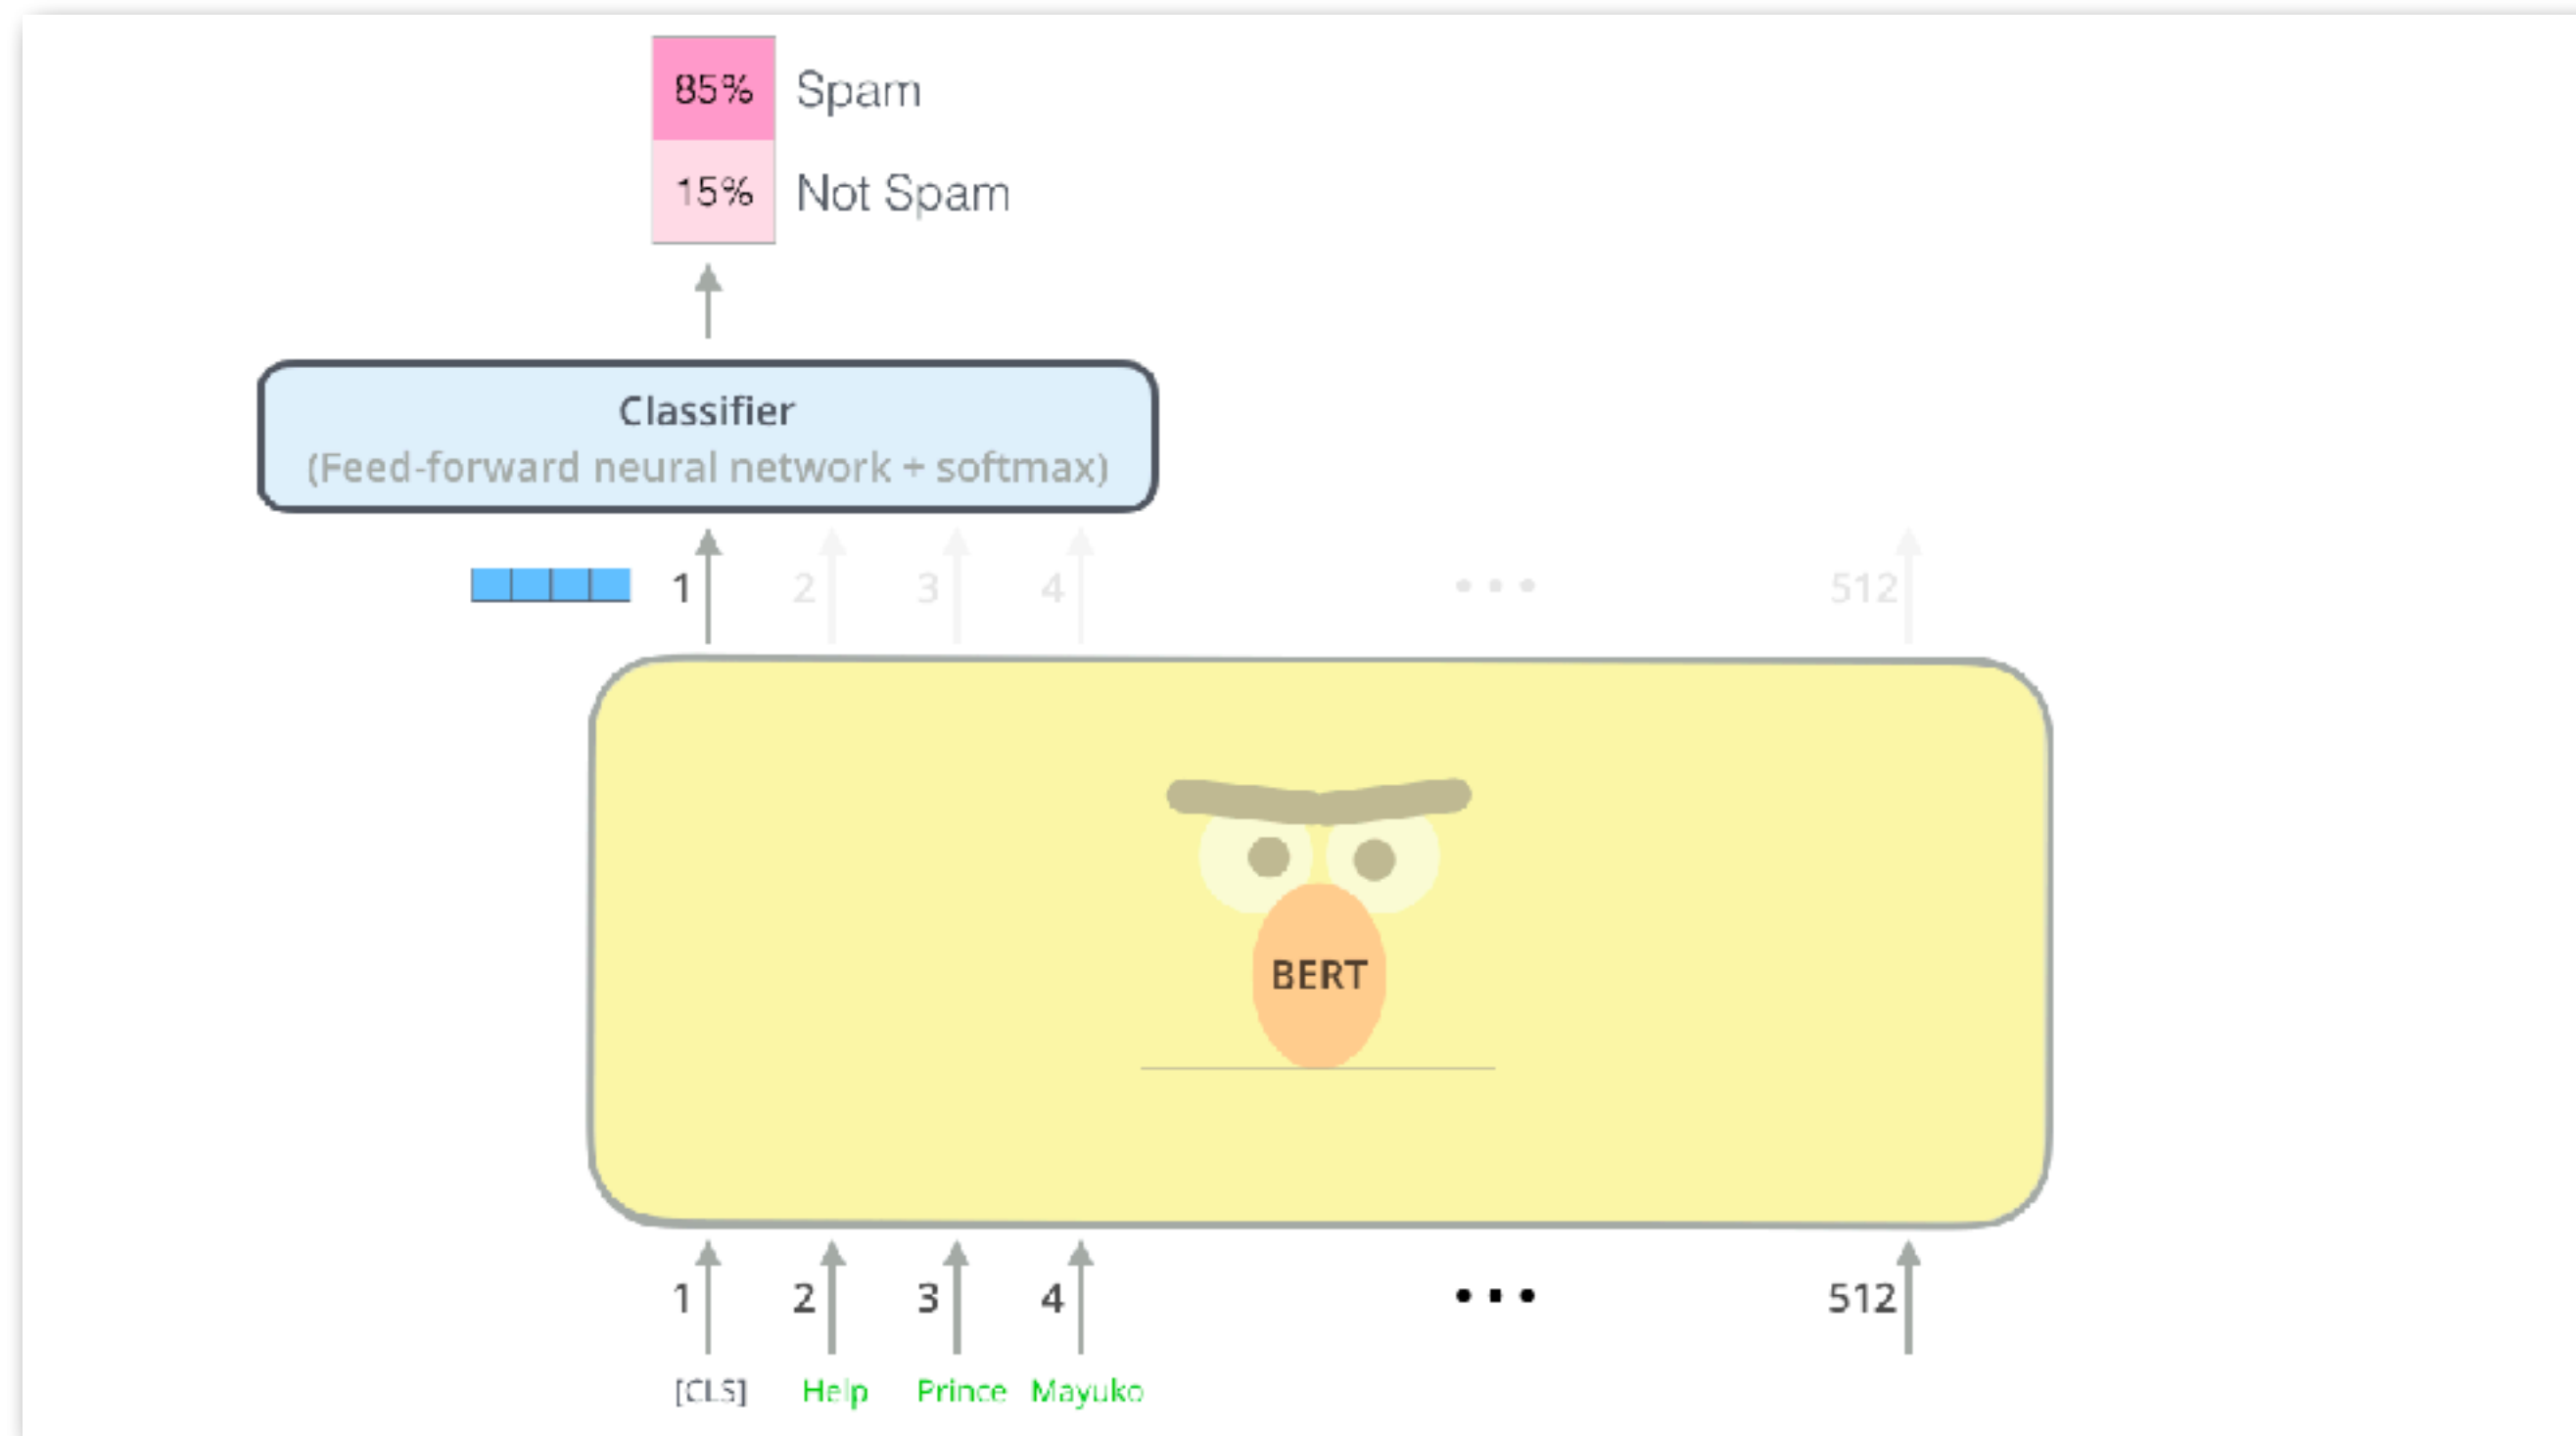 85% Spam
15% Not Spam
Classifier
(Feed-forward neural network + softmax)
1 2 3 4 ••• 512
BERT
1 2 3 4 ••• 512
[CLS] Help Prince Mayuko